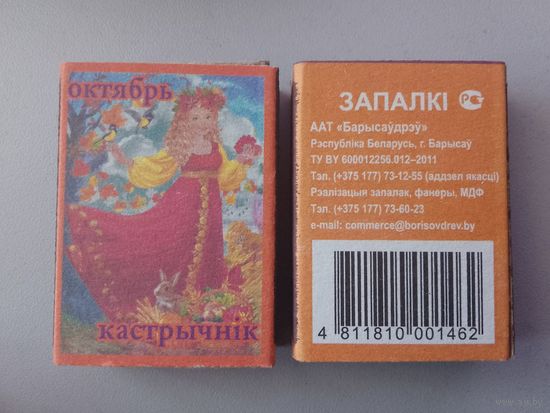 октябрь
кастрычнік
ЗАПАЛКІ
ААТ «Барысаўдрэў»
Рэспубліка Беларусь, г. Барысаў
ТУ BY 600012256.012–2011
Тэл. (+375 177) 73-12-55 (аддзел якасці)
Рэалізацыя запалак, фанеры, МДФ
Тэл. (+375 177) 73-60-23
e-mail: commerce@borisovdrev.by
4 811810 001462